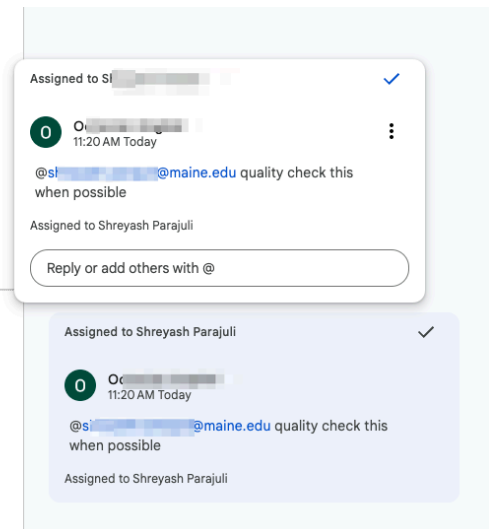 Assigned to
O
11:20 AM Today
@maine.edu quality check this
when possible
Assigned to Shreyash Parajuli
Reply or add others with @
Assigned to Shreyash Parajuli
O
11:20 AM Today
@maine.edu quality check this
when possible
Assigned to Shreyash Parajuli